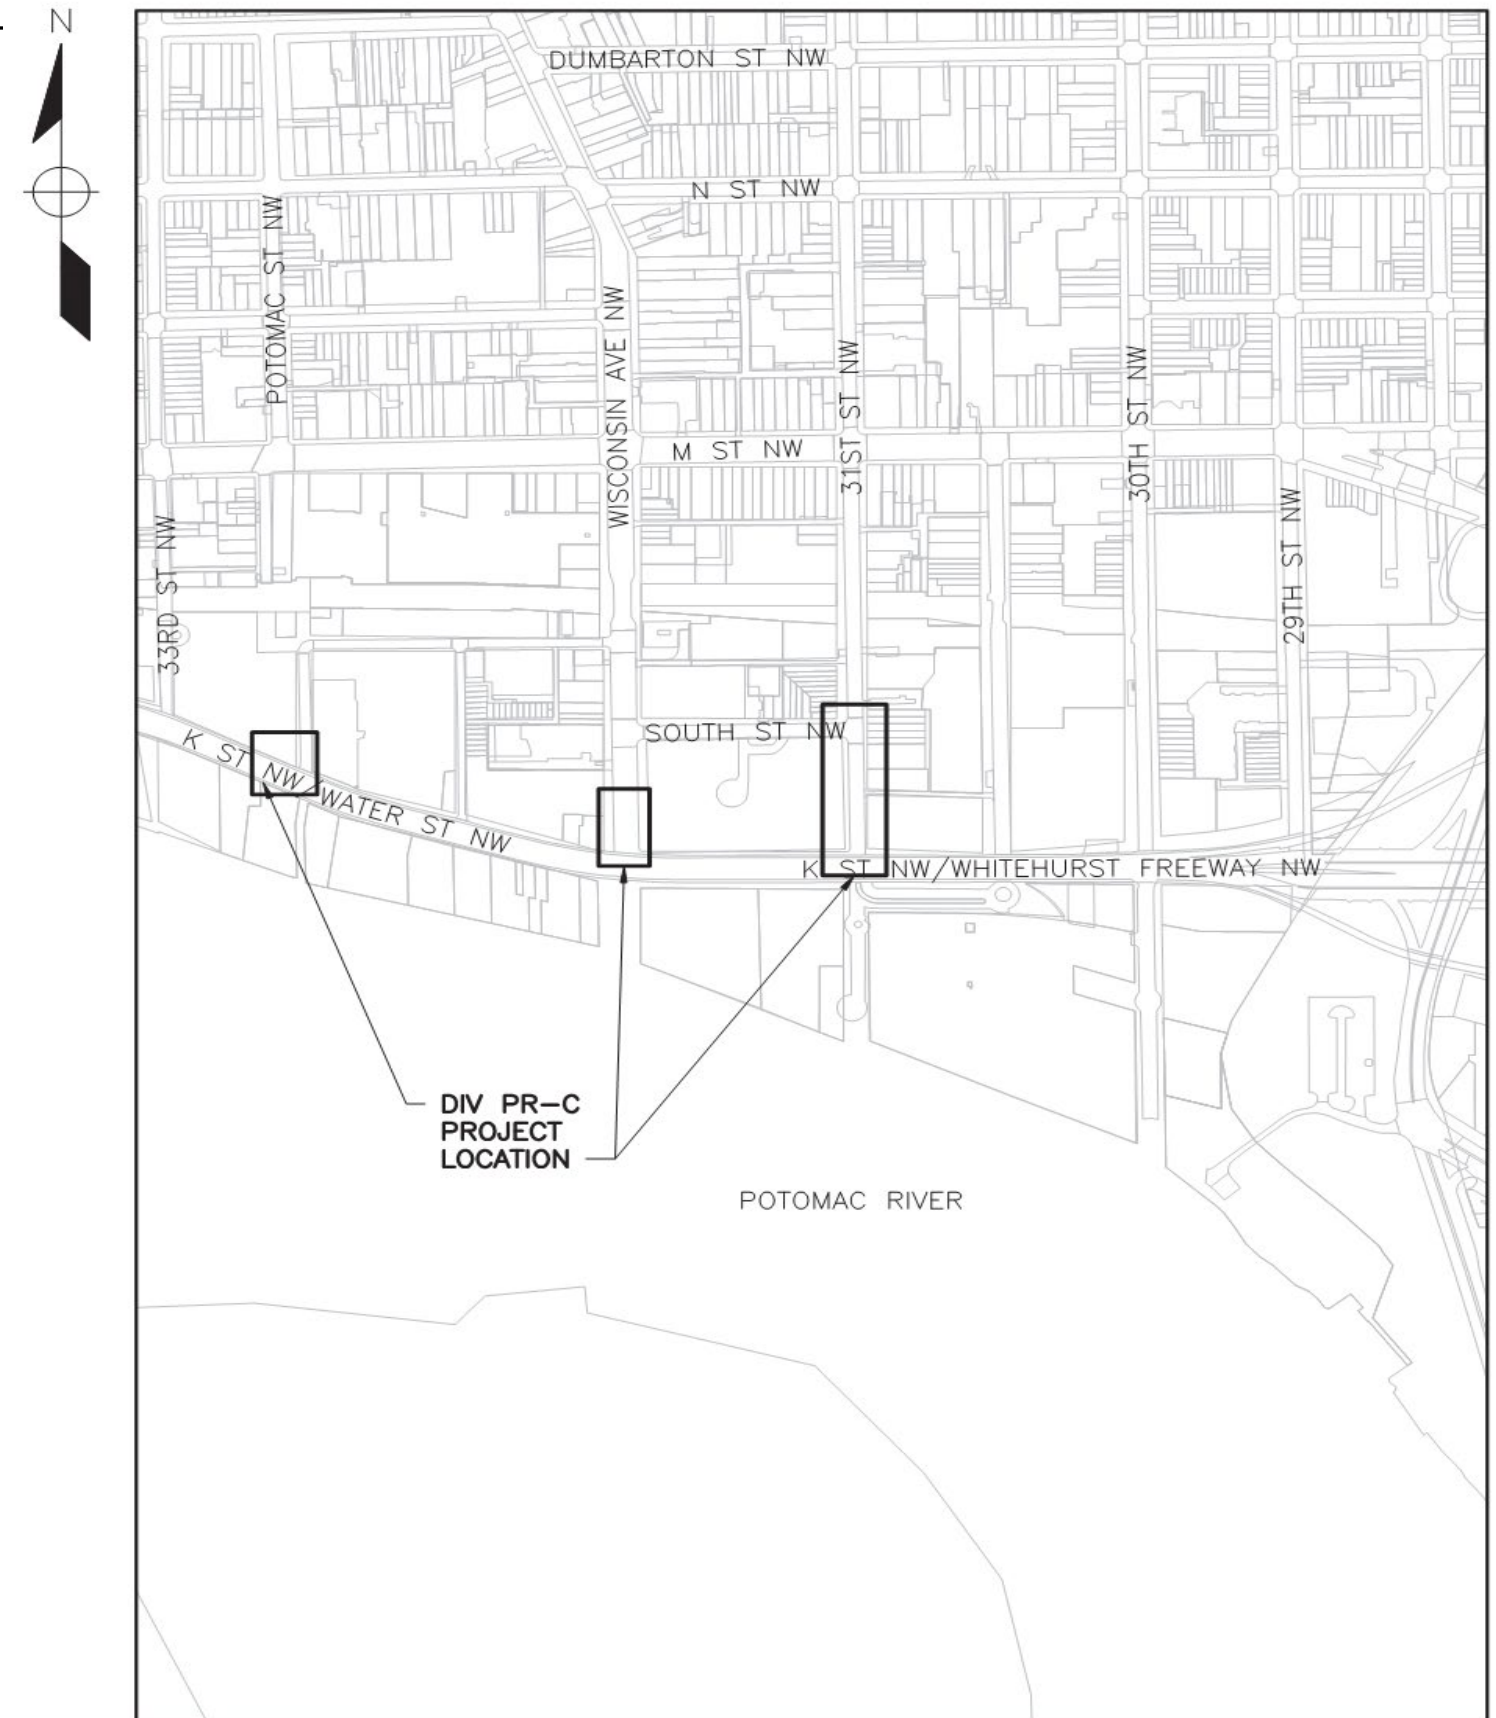 N
DUMBARTON ST NW
N ST NW
POTOMAC ST NW
WISCONSIN AVE NW
31ST ST NW
30TH ST NW
M ST NW
33RD ST NW
29TH ST NW
SOUTH ST NW
K ST NW/WATER ST NW
K ST NW/WHITEHURST FREEWAY NW
DIV PR-C
PROJECT
LOCATION
POTOMAC RIVER